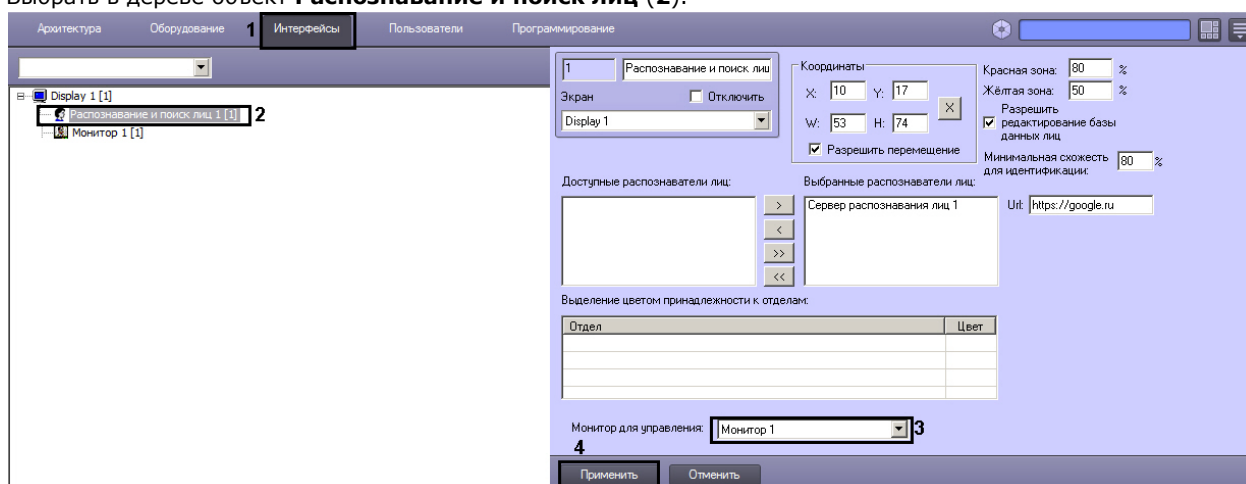 Выбрать в дереве объект Распознавание и поиск лиц (2).
Архитектура Оборудование 1 Интерфейсы Пользователи Программирование
1 Распознавание и поиск лиц
Экран Отключить
Display 1
Координаты
X: 10 Y: 17 X
W: 53 H: 74
Разрешить перемещение
Красная зона: 80 %
Жёлтая зона: 50 %
Разрешить
редактирование базы
данных лиц
Минимальная схожесть
для идентификации: 80 %
Display 1 [1]
Распознавание и поиск лиц 1 [1] 2
Монитор 1 [1]
Доступные распознаватели лиц: Выбранные распознаватели лиц:
> Сервер распознавания лиц 1 Url: https://google.ru
<
>>
<<
Выделение цветом принадлежности к отделам:
Отдел Цвет
Монитор для управления: Монитор 1 3
4
Применить Отменить